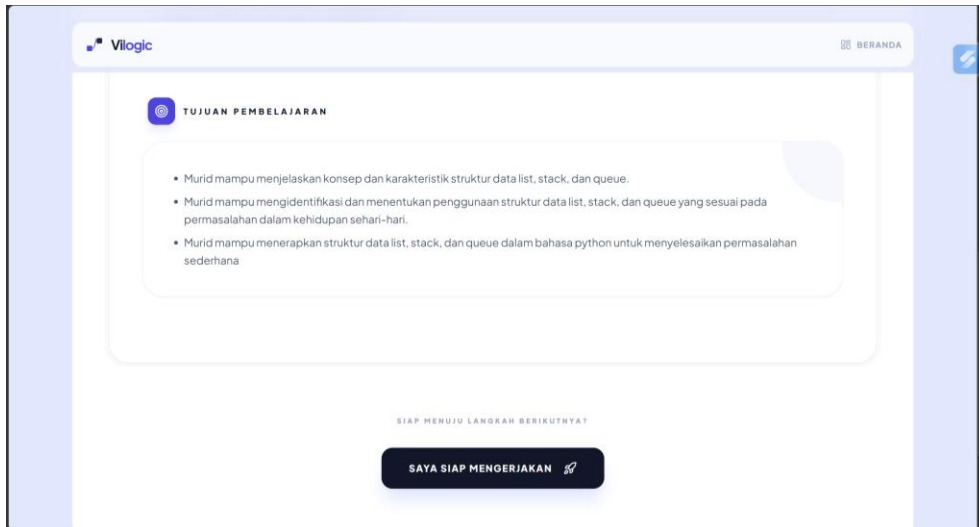 Vilogic
BERANDA
TUJUAN PEMBELAJARAN
• Murid mampu menjelaskan konsep dan karakteristik struktur data list, stack, dan queue.
• Murid mampu mengidentifikasi dan menentukan penggunaan struktur data list, stack, dan queue yang sesuai pada
permasalahan dalam kehidupan sehari-hari.
• Murid mampu menerapkan struktur data list, stack, dan queue dalam bahasa python untuk menyelesaikan permasalahan
sederhana
SIAP MENUJU LANGKAH BERIKUTNYA?
SAYA SIAP MENGERJAKAN